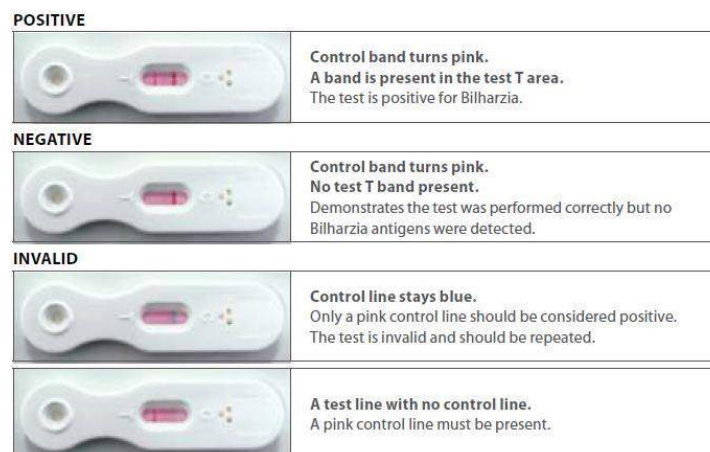 POSITIVE
Control band turns pink.
A band is present in the test T area.
The test is positive for Bilharzia.
NEGATIVE
Control band turns pink.
No test T band present.
Demonstrates the test was performed correctly but no
Bilharzia antigens were detected.
INVALID
Control line stays blue.
Only a pink control line should be considered positive.
The test is invalid and should be repeated.
A test line with no control line.
A pink control line must be present.